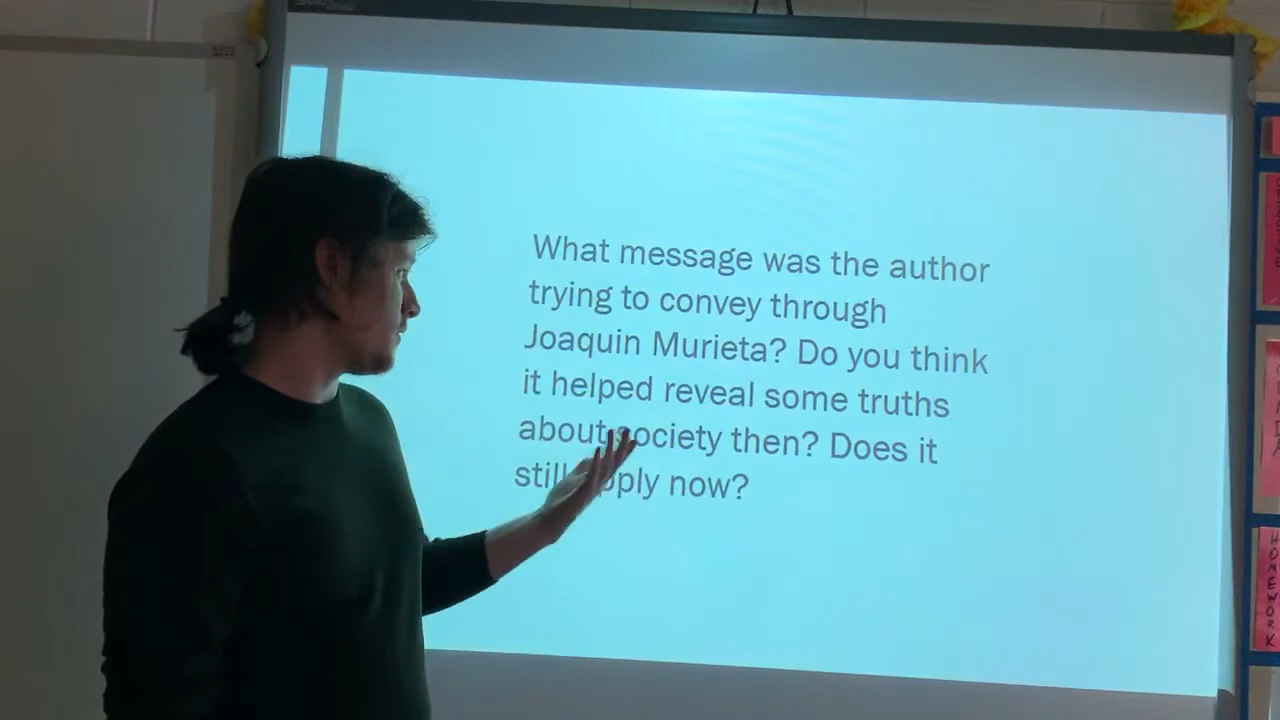 What message was the author
trying to convey through
Joaquin Murieta? Do you think
it helped reveal some truths
about society then? Does it
still apply now?
HOMEWORK